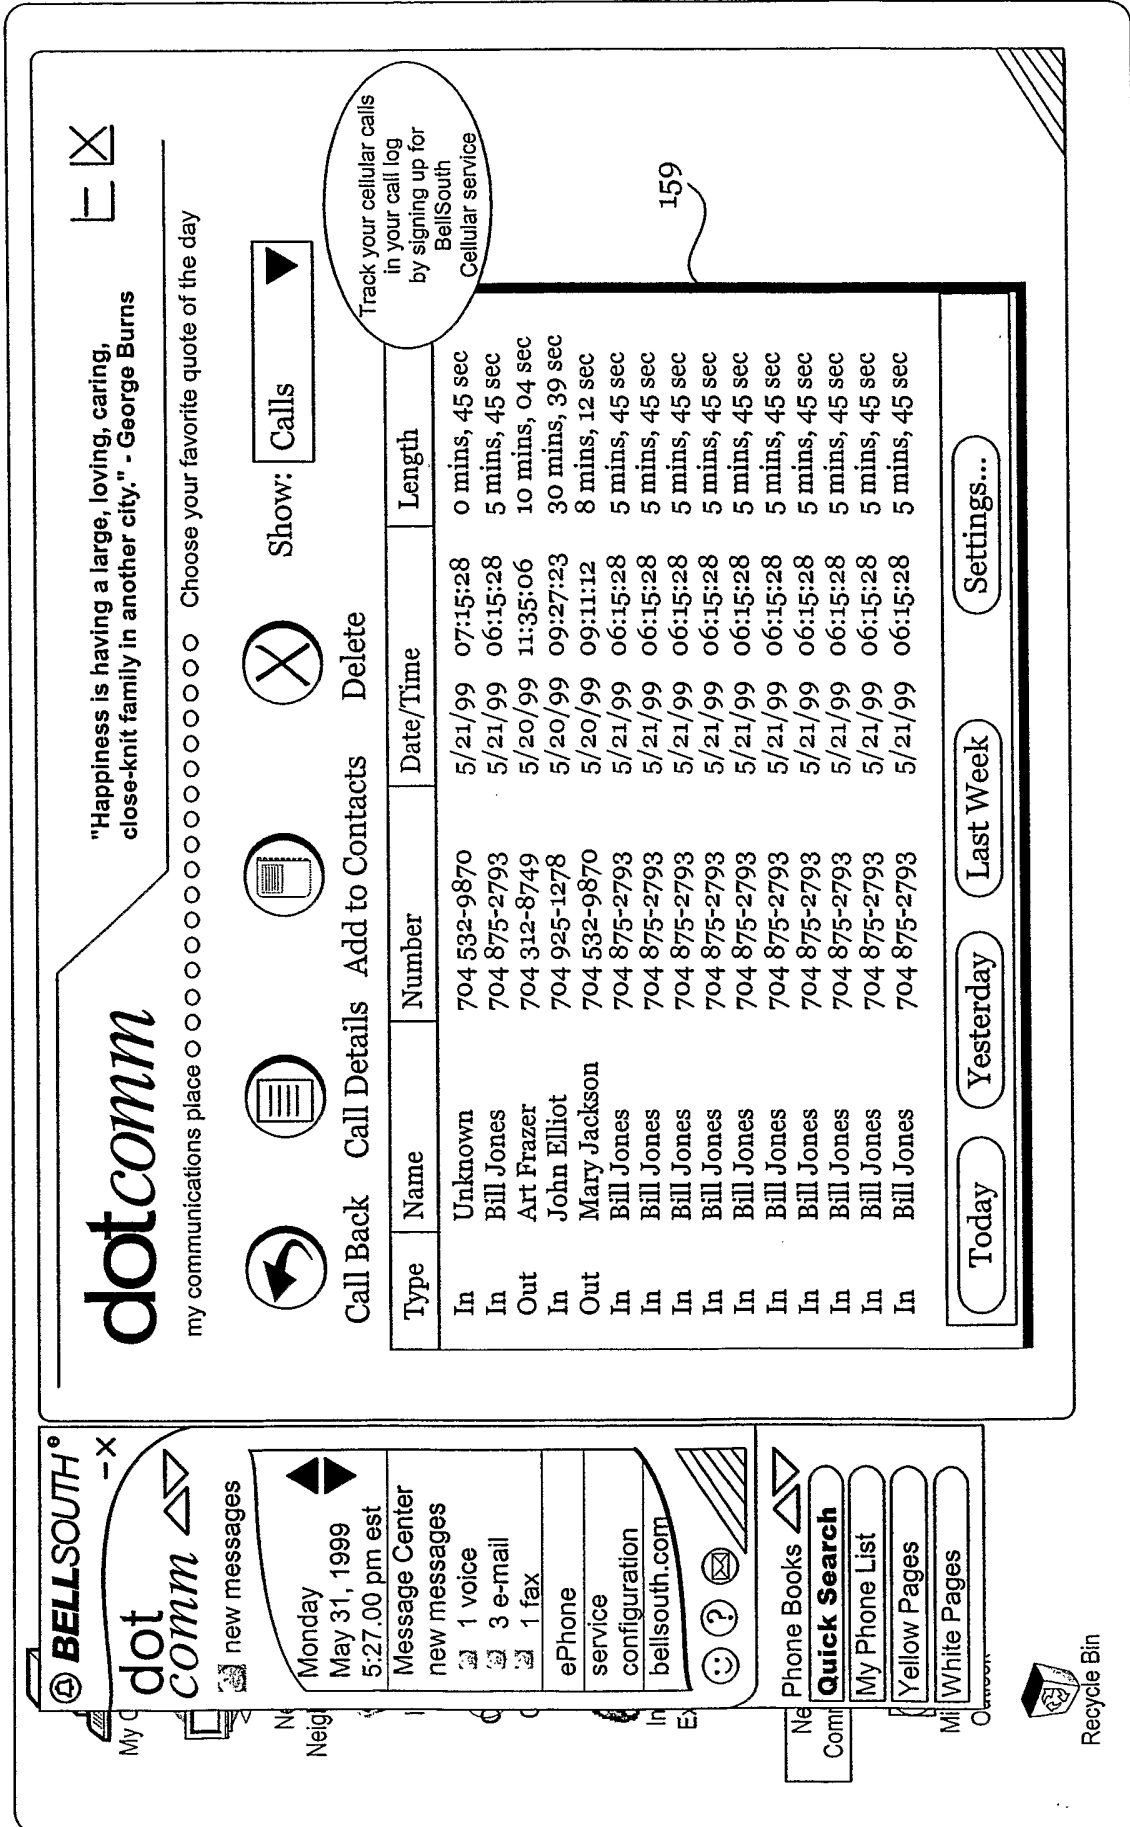 BELLSOUTH®
- X
dot
comm
new messages
Monday
May 31, 1999
5:27.00 pm est
Message Center
new messages
1 voice
3 e-mail
1 fax
ePhone
service
configuration
bellsouth.com
?
Phone Books
Quick Search
My Phone List
Yellow Pages
White Pages
My C
Ne
Neig
In
Ex
Ne
Com
Mi
Recycle Bin
dotcomm
"Happiness is having a large, loving, caring,
close-knit family in another city." - George Burns
my communications place
Choose your favorite quote of the day
Call Back
Call Details
Add to Contacts
Delete
Show: Calls
Track your cellular calls
in your call log
by signing up for
BellSouth
Cellular service
Type Name Number Date/Time Length
In Unknown 704 532-9870 5/21/99 07:15:28 0 mins, 45 sec
In Bill Jones 704 875-2793 5/21/99 06:15:28 5 mins, 45 sec
Out Art Frazer 704 312-8749 5/20/99 11:35:06 10 mins, 04 sec
In John Elliot 704 925-1278 5/20/99 09:27:23 30 mins, 39 sec
Out Mary Jackson 704 532-9870 5/20/99 09:11:12 8 mins, 12 sec
In Bill Jones 704 875-2793 5/21/99 06:15:28 5 mins, 45 sec
In Bill Jones 704 875-2793 5/21/99 06:15:28 5 mins, 45 sec
In Bill Jones 704 875-2793 5/21/99 06:15:28 5 mins, 45 sec
In Bill Jones 704 875-2793 5/21/99 06:15:28 5 mins, 45 sec
In Bill Jones 704 875-2793 5/21/99 06:15:28 5 mins, 45 sec
In Bill Jones 704 875-2793 5/21/99 06:15:28 5 mins, 45 sec
In Bill Jones 704 875-2793 5/21/99 06:15:28 5 mins, 45 sec
In Bill Jones 704 875-2793 5/21/99 06:15:28 5 mins, 45 sec
In Bill Jones 704 875-2793 5/21/99 06:15:28 5 mins, 45 sec
In Bill Jones 704 875-2793 5/21/99 06:15:28 5 mins, 45 sec
Today Yesterday Last Week Settings...
159